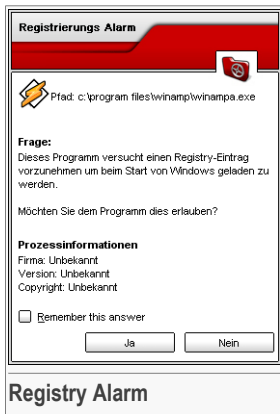 Registrierungs Alarm
Pfad: c:\program files\winamp\winampa.exe
Frage:
Dieses Programm versucht einen Registry-Eintrag
vorzunehmen um beim Start von Windows geladen zu
werden.
Möchten Sie dem Programm dies erlauben?
Prozessinformationen
Firma: Unbekannt
Version: Unbekannt
Copyright: Unbekannt
Remember this answer
Ja
Nein
Registry Alarm